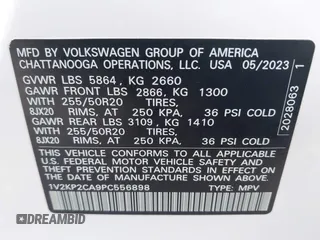 MFD BY VOLKSWAGEN GROUP OF AMERICA
CHATTANOOGA OPERATIONS, LLC. USA 05/2023
GVWR LBS 5864, KG 2660
GAWR FRONT LBS 2866, KG 1300
WITH 255/50R20 TIRES,
8JX20 RIMS, AT 250 KPA, 36 PSI COLD
GAWR REAR LBS 3109, KG 1410
WITH 255/50R20 TIRES,
8JX20 RIMS, AT 250 KPA, 36 PSI COLD
THIS VEHICLE CONFORMS TO ALL APPLICABLE
U.S. FEDERAL MOTOR VEHICLE SAFETY AND
THEFT PREVENTION STANDARDS IN EFFECT ON
THE DATE OF MANUFACTURE SHOWN ABOVE.
1V2KP2CA9PC556898 TYPE: MPV
2028063 1
DREAMBID